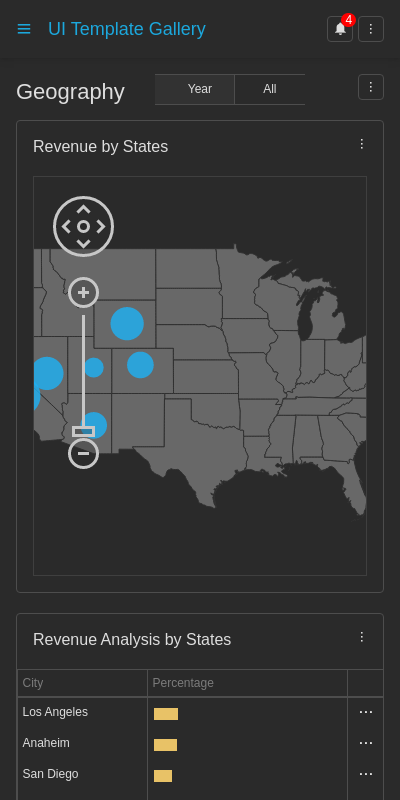 UI Template Gallery
4
Geography
Year
All
Revenue by States
Revenue Analysis by States
City
Percentage
Los Angeles
Anaheim
San Diego